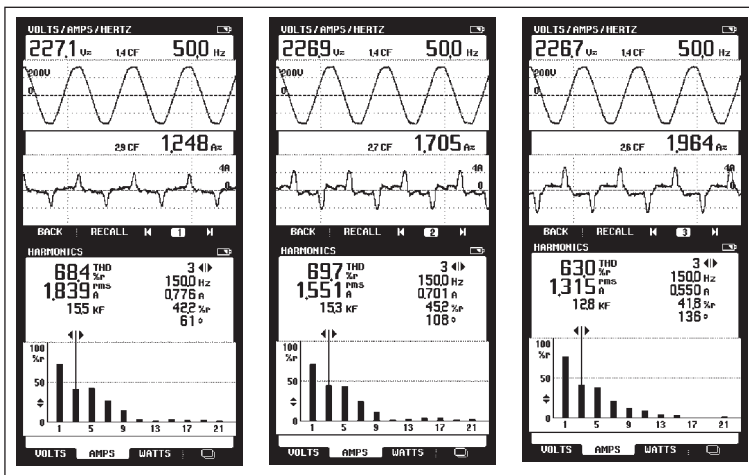 VOLTS/AMPS/HERTZ
227,1 V≂ 1,4 CF 50,0 Hz
200V
0
2,9 CF 1,248 A≂
4A
0
BACK RECALL 1
HARMONICS
68,4 THD %r 3
1,839 rms A 150,0 Hz
0,776 A
15,5 KF 42,2 %r
61 °
100
%r
50
0
1 5 9 13 17 21
VOLTS AMPS WATTS
VOLTS/AMPS/HERTZ
226,9 V≂ 1,4 CF 50,0 Hz
200V
0
2,7 CF 1,705 A≂
4A
0
BACK RECALL 2
HARMONICS
69,7 THD %r 3
1,551 rms A 150,0 Hz
0,701 A
15,3 KF 45,2 %r
108 °
100
%r
50
0
1 5 9 13 17 21
VOLTS AMPS WATTS
VOLTS/AMPS/HERTZ
226,7 V≂ 1,4 CF 50,0 Hz
200V
0
2,6 CF 1,964 A≂
4A
0
BACK RECALL 3
HARMONICS
63,0 THD %r 3
1,315 rms A 150,0 Hz
0,550 A
12,8 KF 41,8 %r
136 °
100
%r
50
0
1 5 9 13 17 21
VOLTS AMPS WATTS